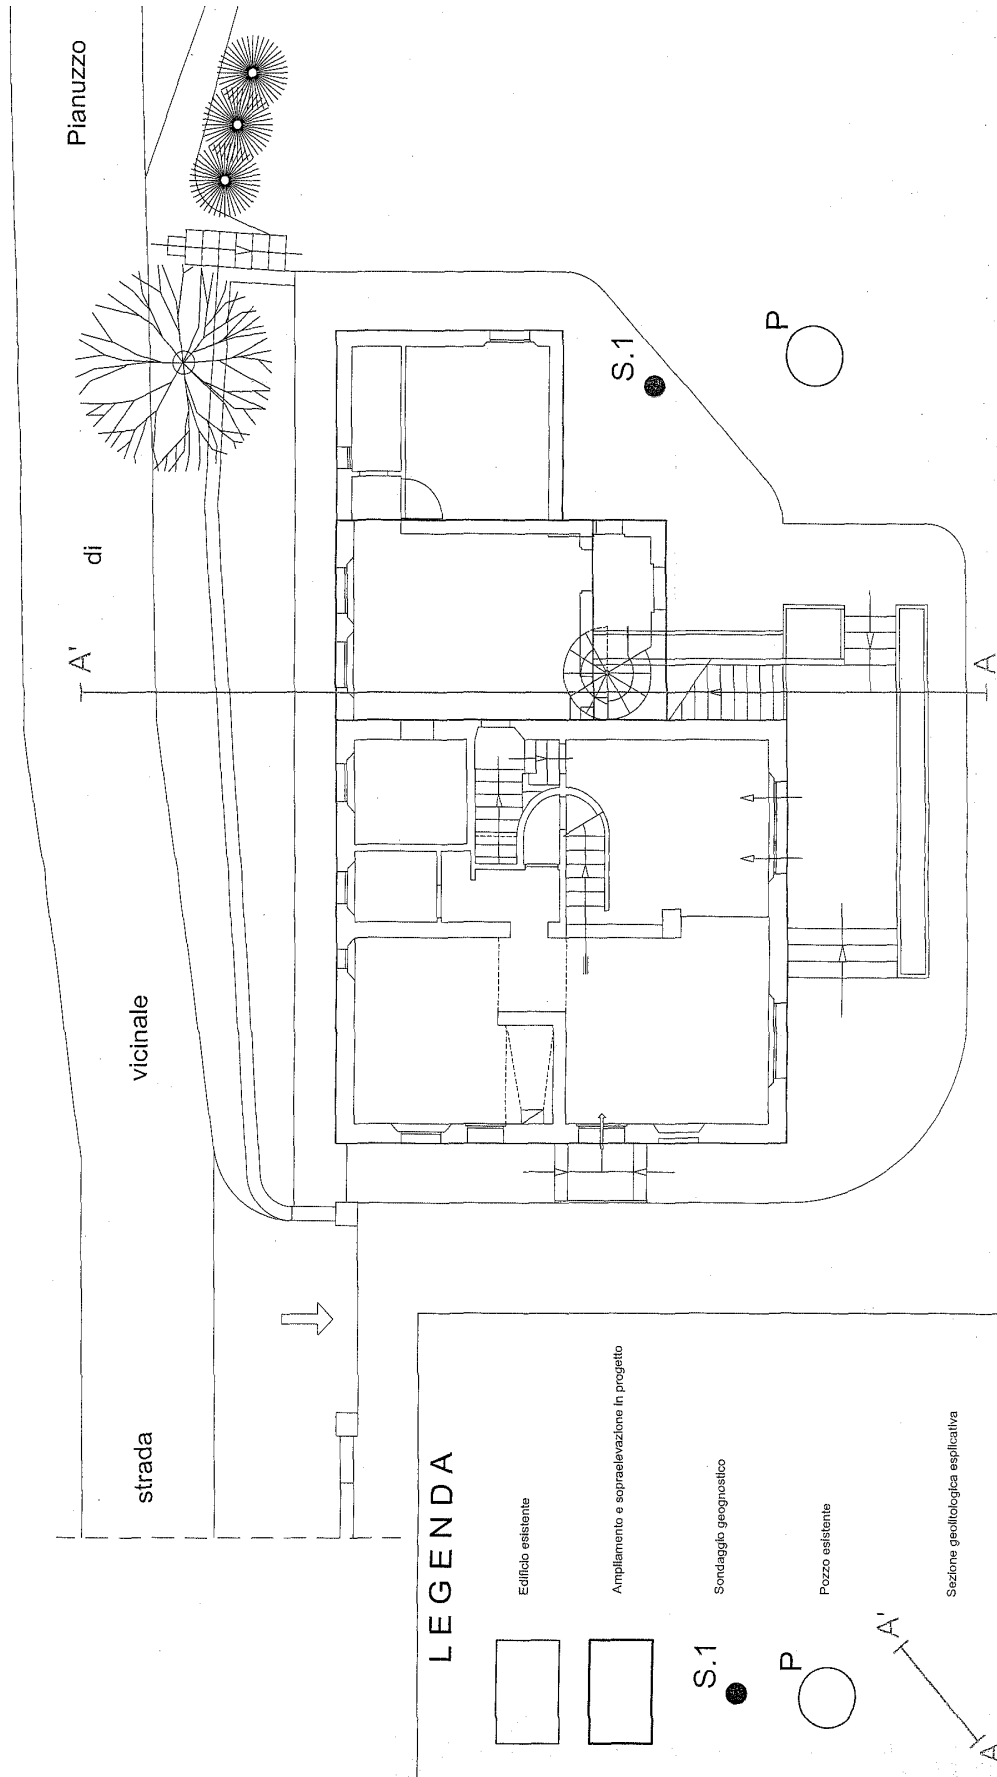 strada vicinale di Pianuzzo
A'
A
S.1
P
LEGENDA
Edificio esistente
Ampliamento e sopraelevazione in progetto
S.1
Sondaggio geognostico
P
Pozzo esistente
A
A'
Sezione geolitologica esplicativa